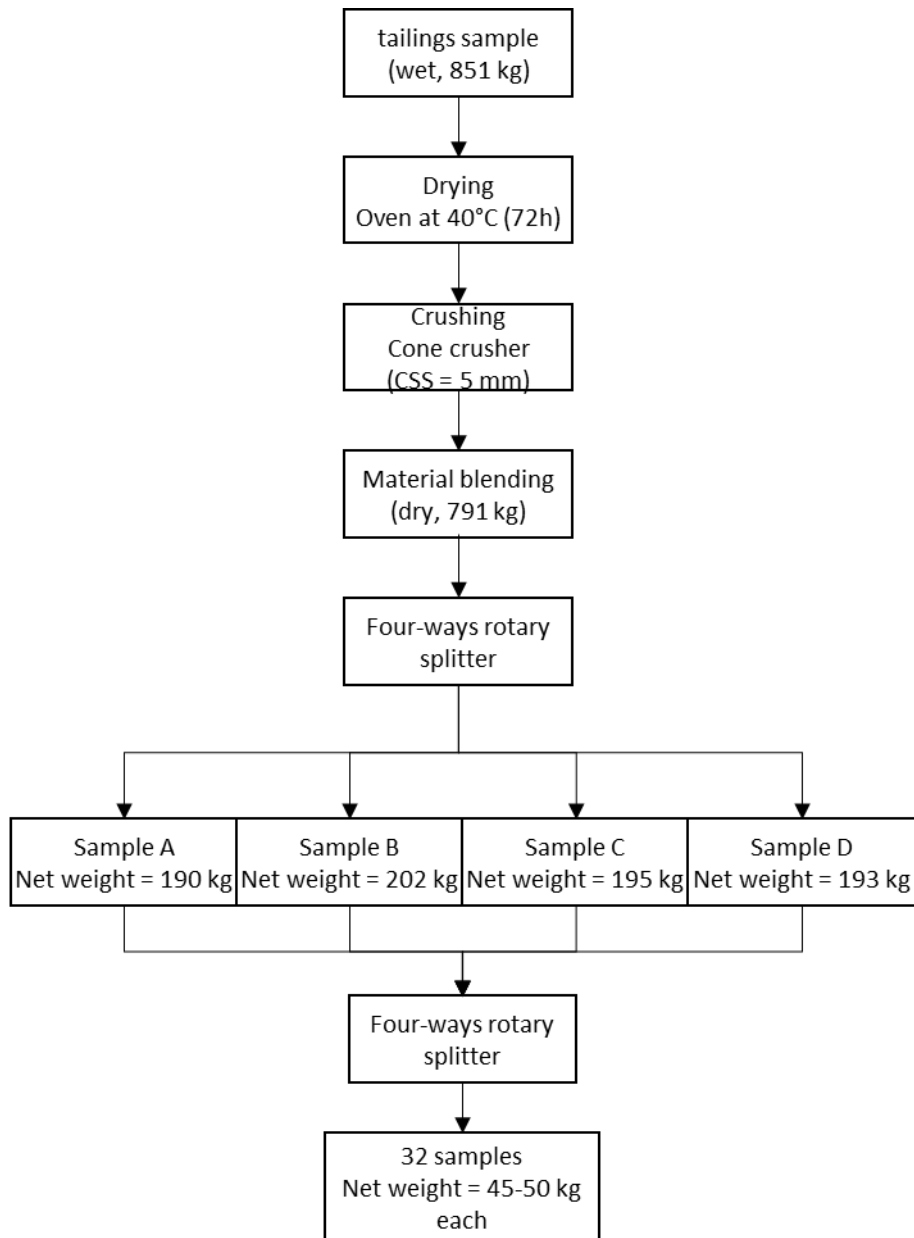 tailings sample
(wet, 851 kg)
Drying
Oven at 40°C (72h)
Crushing
Cone crusher
(CSS = 5 mm)
Material blending
(dry, 791 kg)
Four-ways rotary
splitter
Sample A
Net weight = 190 kg
Sample B
Net weight = 202 kg
Sample C
Net weight = 195 kg
Sample D
Net weight = 193 kg
Four-ways rotary
splitter
32 samples
Net weight = 45-50 kg
each